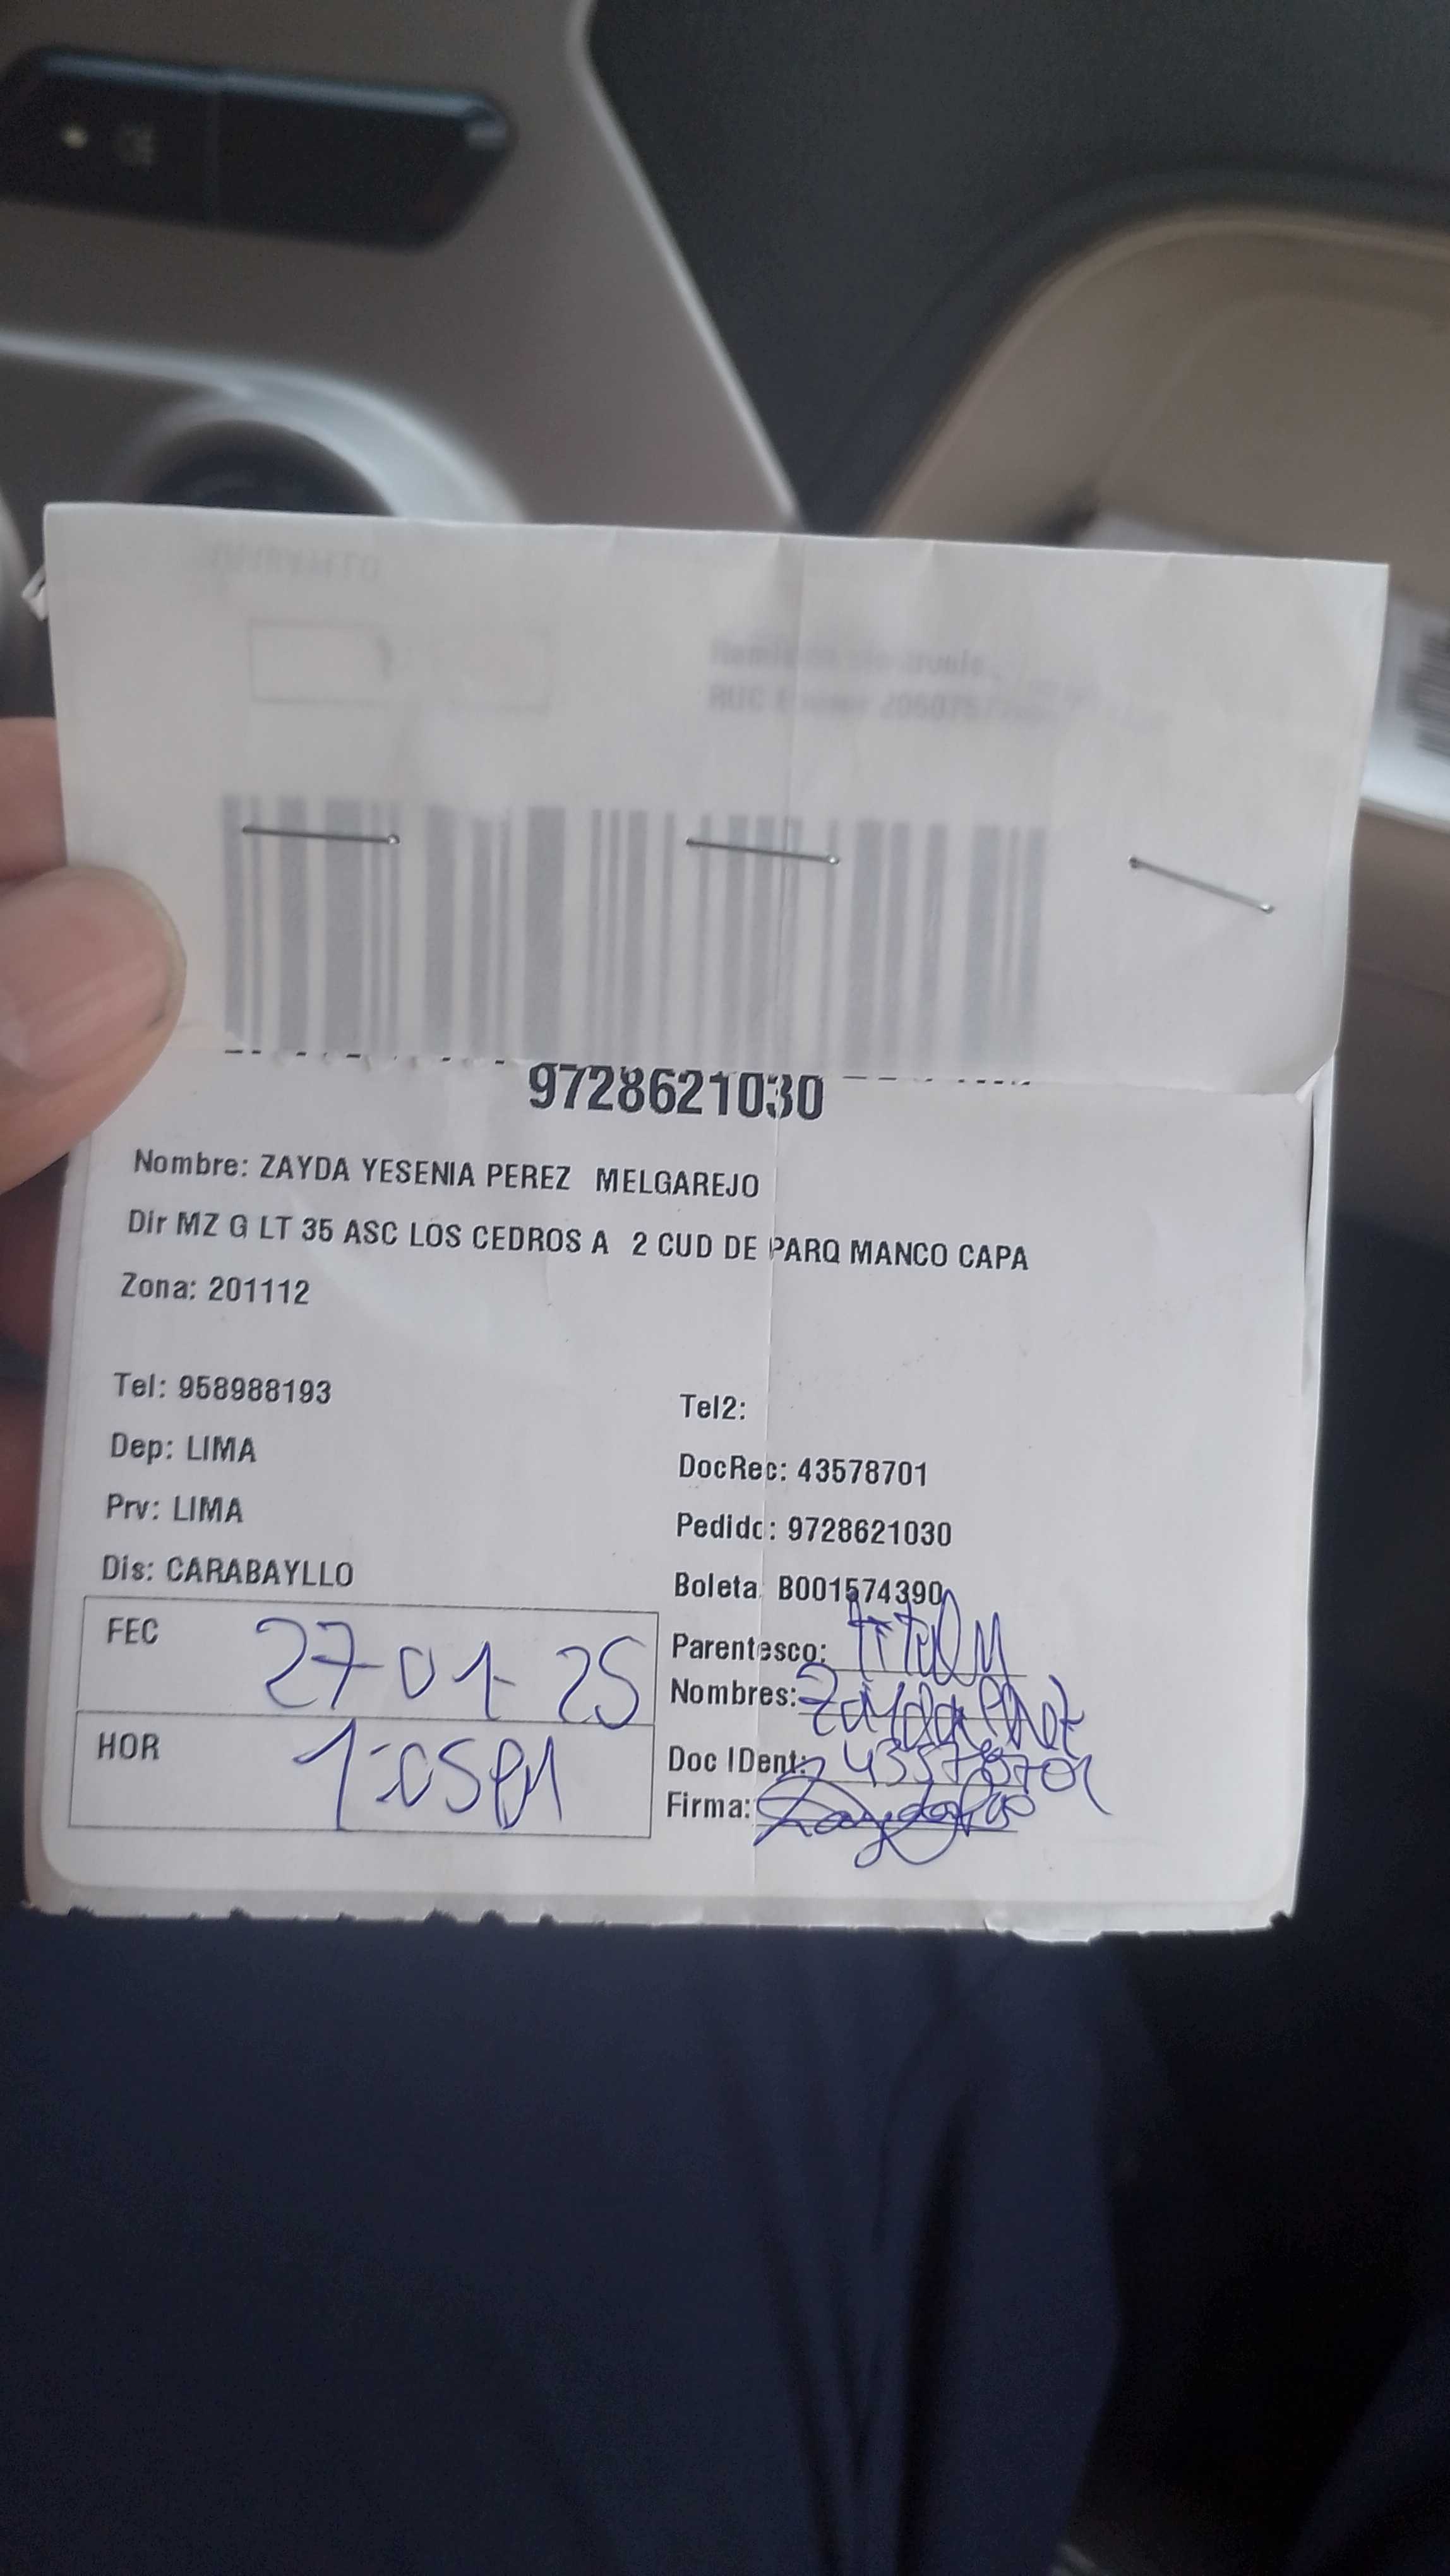 9728621030
Nombre: ZAYDA YESENIA PEREZ MELGAREJO
Dir MZ G LT 35 ASC LOS CEDROS A 2 CUD DE PARQ MANCO CAPA
Zona: 201112
Tel: 958988193
Tel2:
Dep: LIMA
DocRec: 43578701
Prv: LIMA
Pedido: 9728621030
Dis: CARABAYLLO
Boleta B001574390
FEC 27-01-25
Parentesco:
Nombres: Zayda
HOR 1:05PM
Doc IDent: 43578701
Firma: